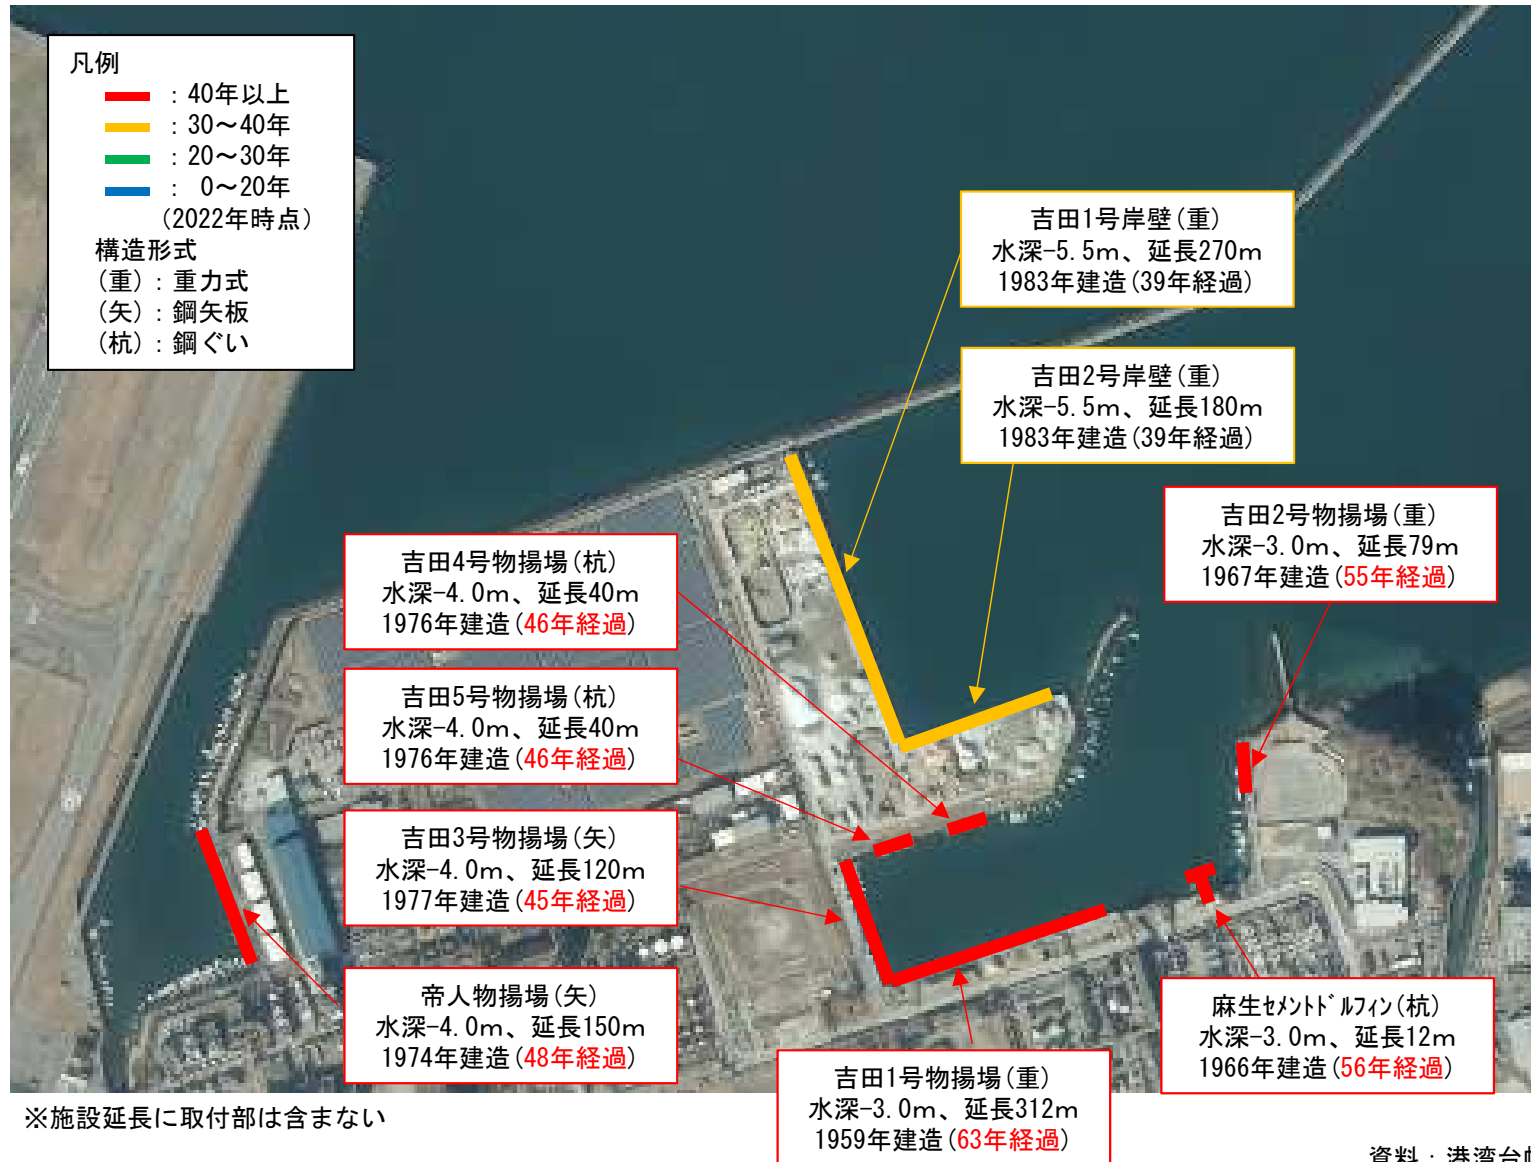 凡例
：40年以上
：30～40年
：20～30年
： 0～20年
（2022年時点）
構造形式
(重)：重力式
(矢)：鋼矢板
(杭)：鋼ぐい
吉田1号岸壁(重)
水深-5.5m、延長270m
1983年建造(39年経過)
吉田2号岸壁(重)
水深-5.5m、延長180m
1983年建造(39年経過)
吉田2号物揚場(重)
水深-3.0m、延長79m
1967年建造(55年経過)
吉田4号物揚場(杭)
水深-4.0m、延長40m
1976年建造(46年経過)
吉田5号物揚場(杭)
水深-4.0m、延長40m
1976年建造(46年経過)
吉田3号物揚場(矢)
水深-4.0m、延長120m
1977年建造(45年経過)
帝人物揚場(矢)
水深-4.0m、延長150m
1974年建造(48年経過)
麻生ｾﾒﾝﾄﾄﾞﾙﾌｨﾝ(杭)
水深-3.0m、延長12m
1966年建造(56年経過)
吉田1号物揚場(重)
水深-3.0m、延長312m
1959年建造(63年経過)
※施設延長に取付部は含まない
資料：港湾台